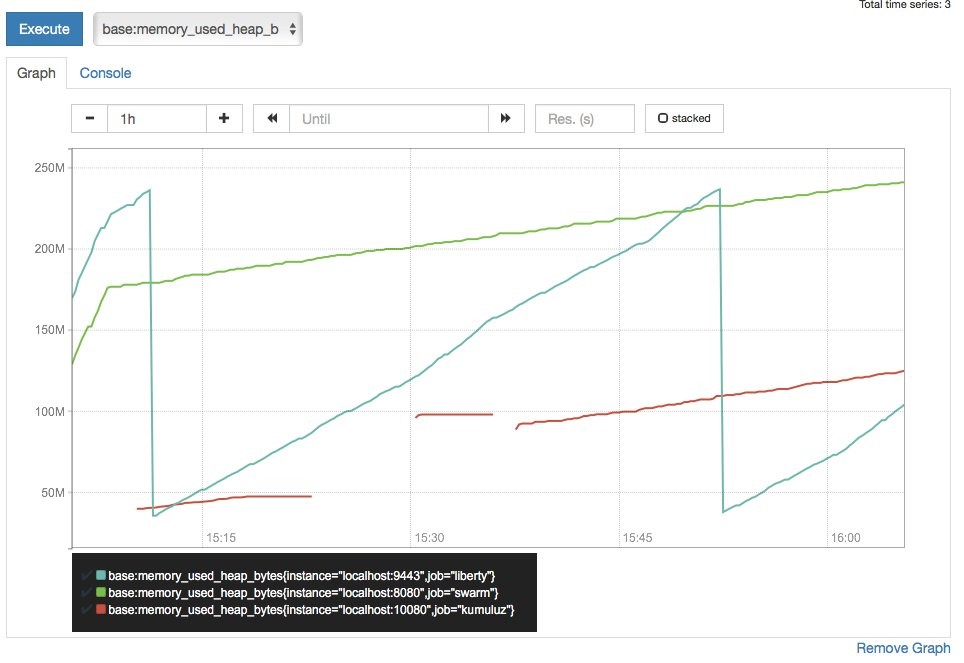 Total time series: 3
Execute base:memory_used_heap_b
Graph Console
1h Until Res. (s) stacked
250M
200M
150M
100M
50M
15:15 15:30 15:45 16:00
base:memory_used_heap_bytes{instance="localhost:9443",job="liberty"}
base:memory_used_heap_bytes{instance="localhost:8080",job="swarm"}
base:memory_used_heap_bytes{instance="localhost:10080",job="kumuluz"}
Remove Graph